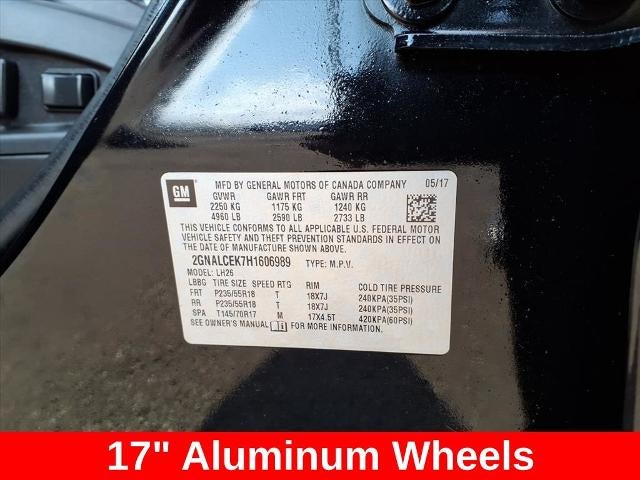 GM
MFD BY GENERAL MOTORS OF CANADA COMPANY 05/17
GVWR GAWR FRT GAWR RR
2250 KG 1175 KG 1240 KG
4960 LB 2590 LB 2733 LB
THIS VEHICLE CONFORMS TO ALL APPLICABLE U.S. FEDERAL MOTOR
VEHICLE SAFETY, BUMPER, AND THEFT PREVENTION STANDARDS IN EFFECT
ON THE DATE OF MANUFACTURE SHOWN ABOVE.
2GNALCEK7H1606989 TYPE: M.P.V.
MODEL: LH26
LBBG TIRE SIZE SPEED RTG RIM COLD TIRE PRESSURE
FRT P235/55R18 T 18X7J 240KPA(35PSI)
RR P235/55R18 T 18X7J 240KPA(35PSI)
SPA T145/70R17 M 17X4.5T 420KPA(60PSI)
SEE OWNER'S MANUAL FOR MORE INFORMATION
17" Aluminum Wheels